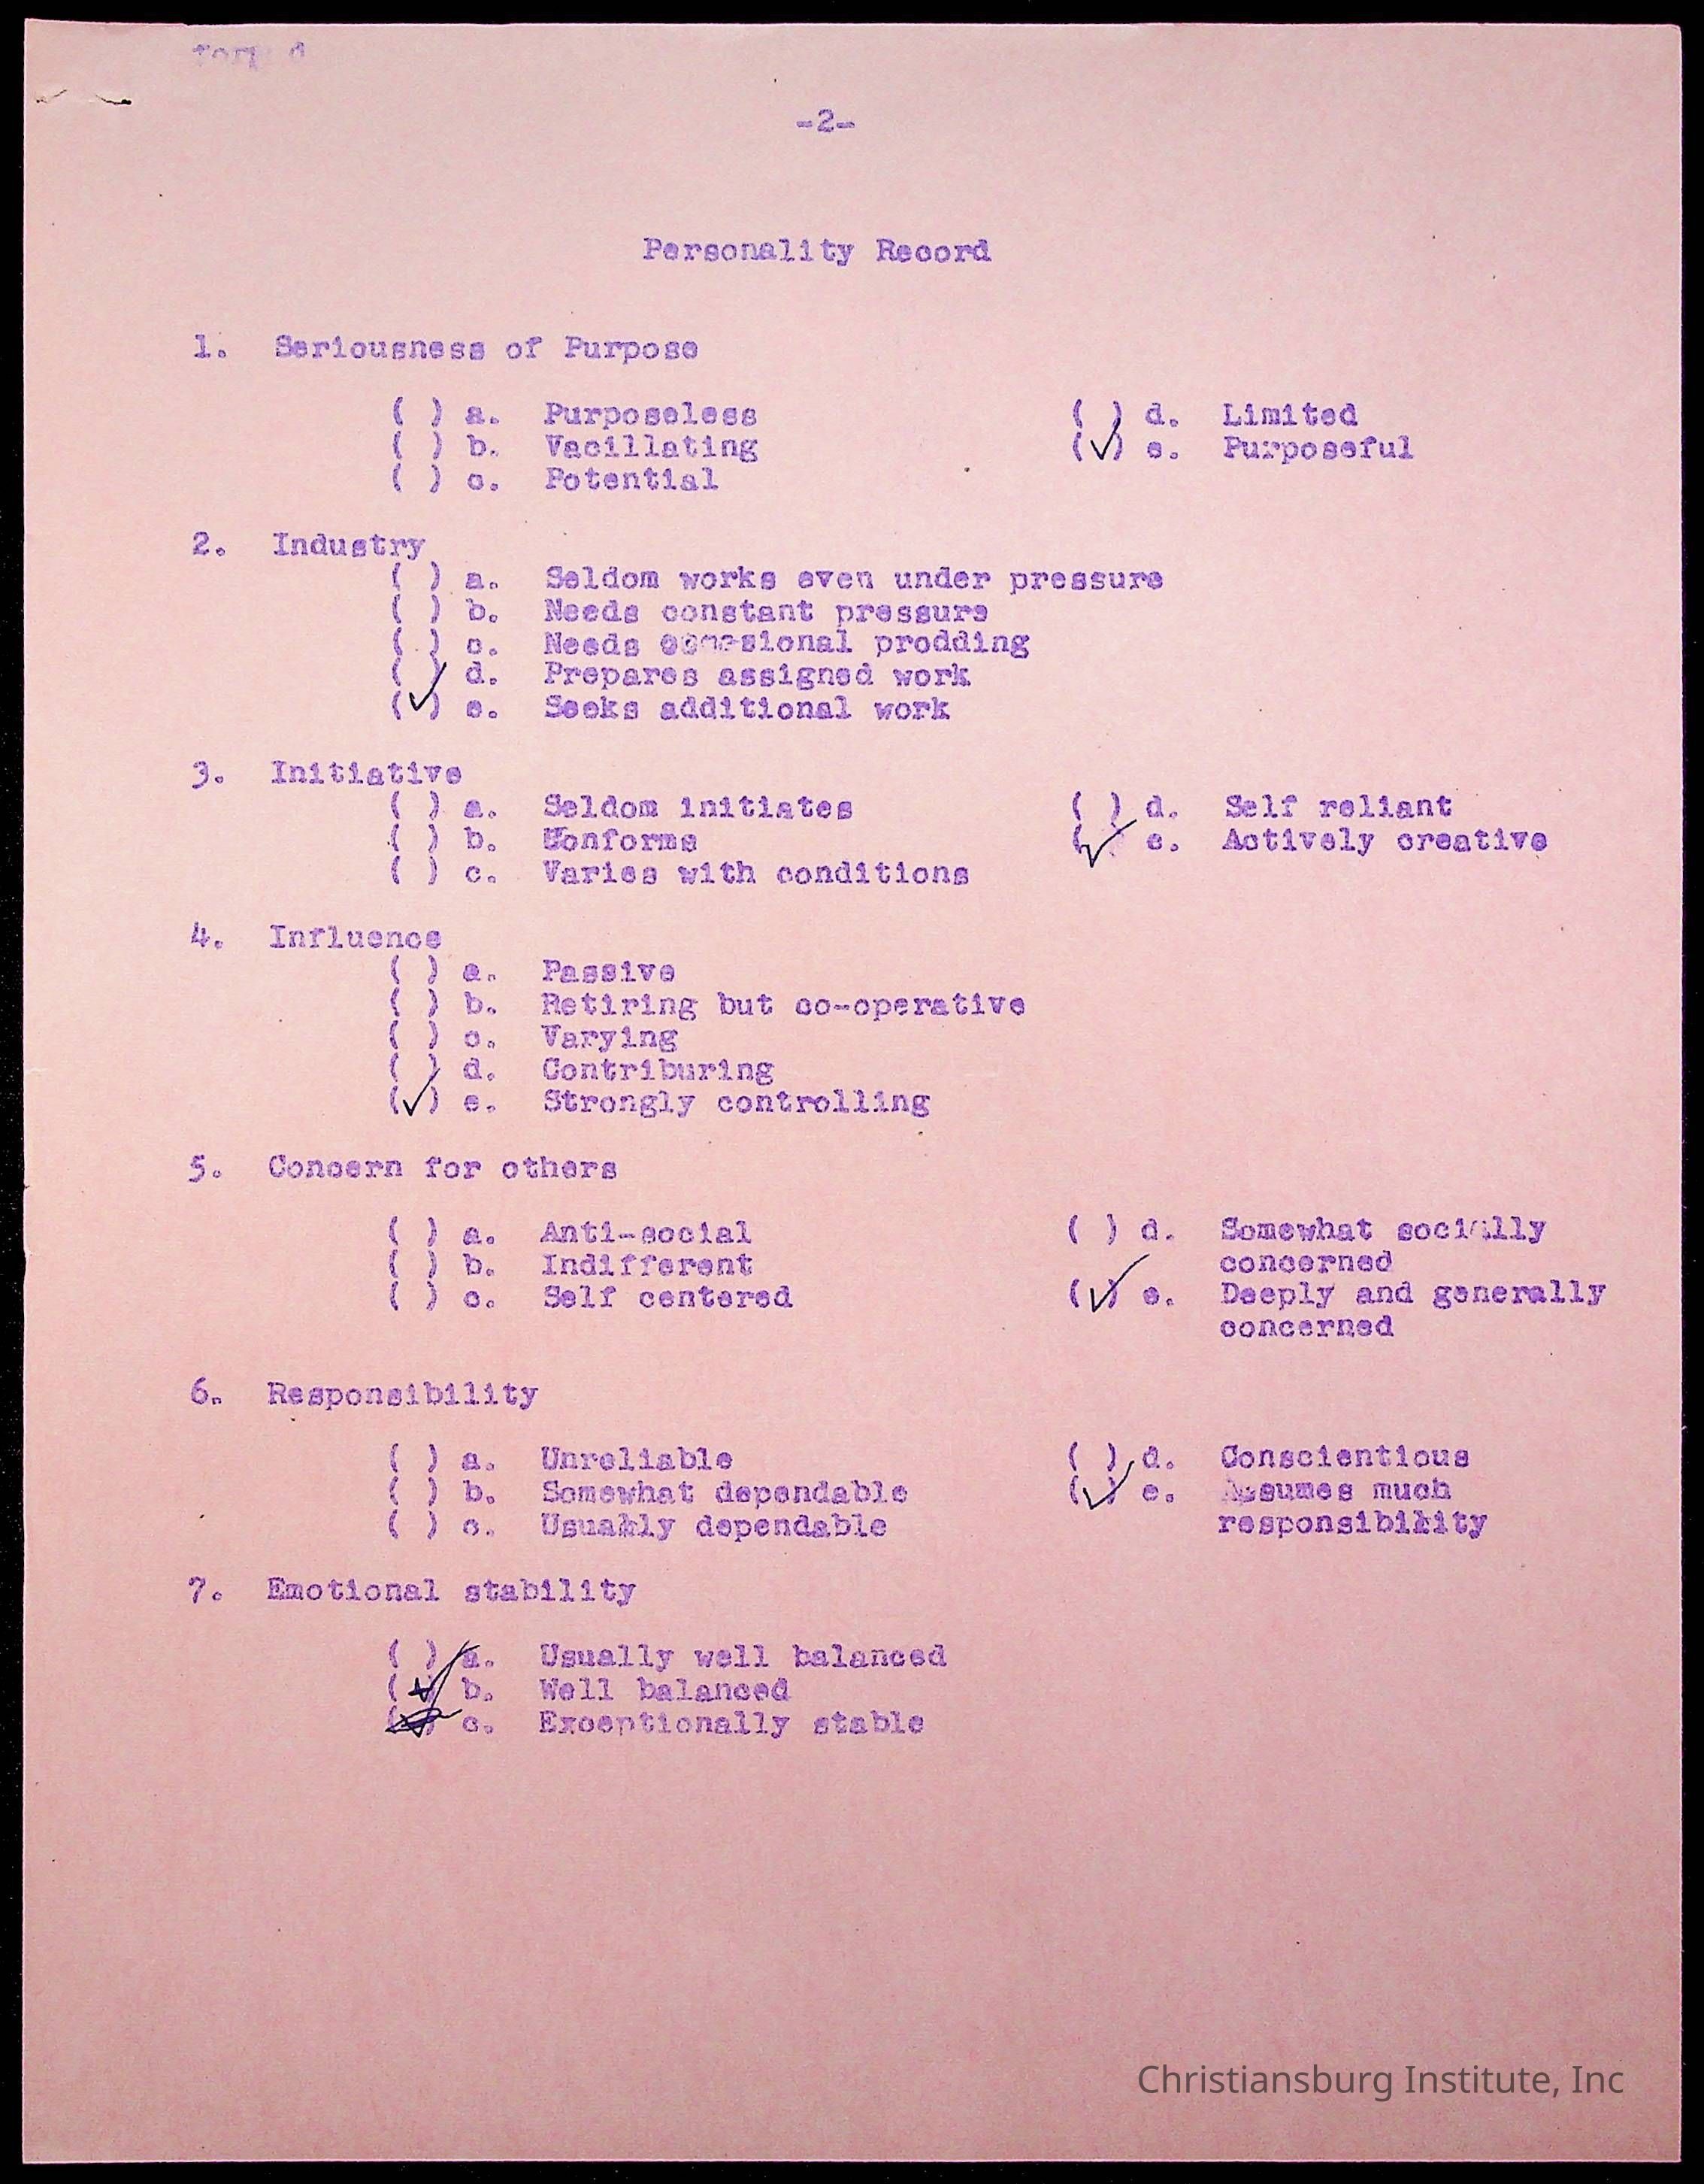 -2-
Personality Record
1. Seriousness of Purpose
( ) a. Purposeless ( ) d. Limited
( ) b. Vacillating (✓) e. Purposeful
( ) c. Potential
2. Industry
( ) a. Seldom works even under pressure
( ) b. Needs constant pressure
( ) c. Needs occasional prodding
( ) d. Prepares assigned work
(✓) e. Seeks additional work
3. Initiative
( ) a. Seldom initiates ( ) d. Self reliant
( ) b. Conforms (✓) e. Actively creative
( ) c. Varies with conditions
4. Influence
( ) a. Passive
( ) b. Retiring but co-operative
( ) c. Varying
( ) d. Contriburing
(✓) e. Strongly controlling
5. Concern for others
( ) a. Anti-social ( ) d. Somewhat socially
( ) b. Indifferent concerned
( ) c. Self centered (✓) e. Deeply and generally
concerned
6. Responsibility
( ) a. Unreliable ( ) d. Conscientious
( ) b. Somewhat dependable (✓) e. Assumes much
( ) c. Usually dependable responsibility
7. Emotional stability
( ) a. Usually well balanced
(✓) b. Well balanced
(✓) c. Exceptionally stable
Christiansburg Institute, Inc